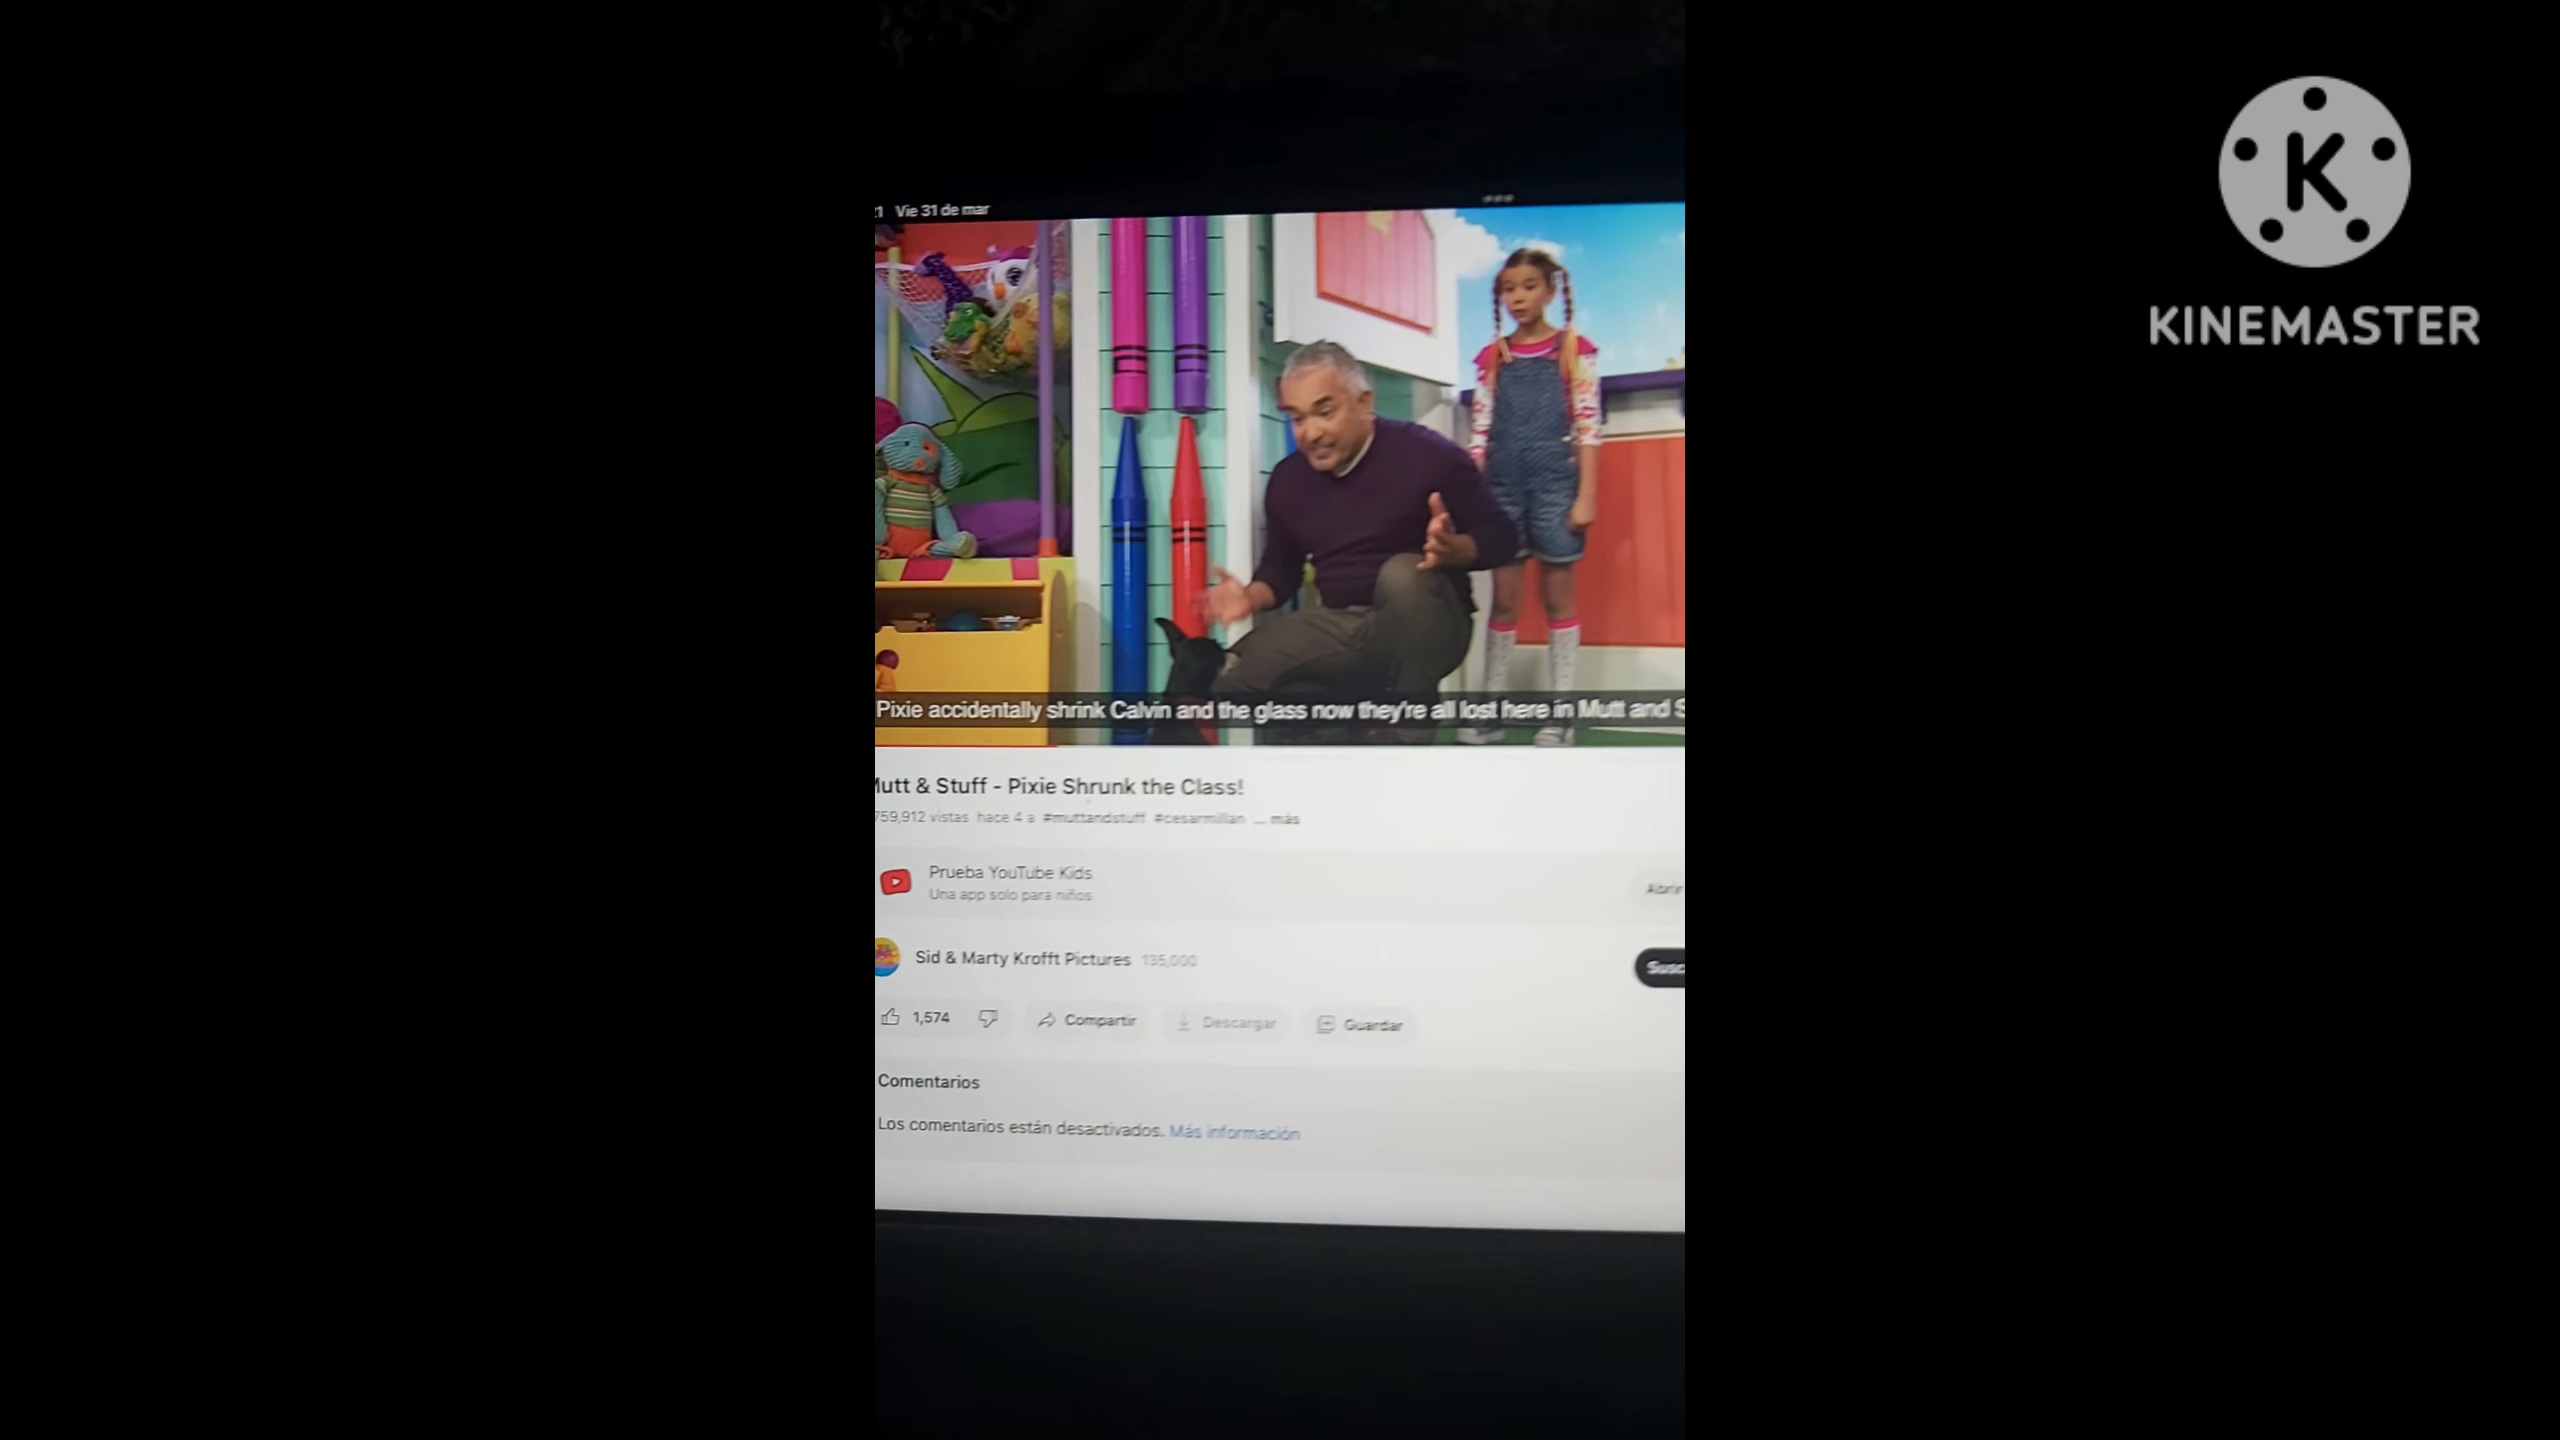 21 Vie 31 de mar
KINEMASTER
Pixie accidentally shrink Calvin and the glass now they're all lost here in Mutt and S
Mutt & Stuff - Pixie Shrunk the Class!
759,912 vistas hace 4 a #muttandstuff #cesarmillan ... más
Prueba YouTube Kids
Una app solo para niños
Abrir
Sid & Marty Krofft Pictures 135,000
Susc
1,574
Compartir
Descargar
Guardar
Comentarios
Los comentarios están desactivados. Más información